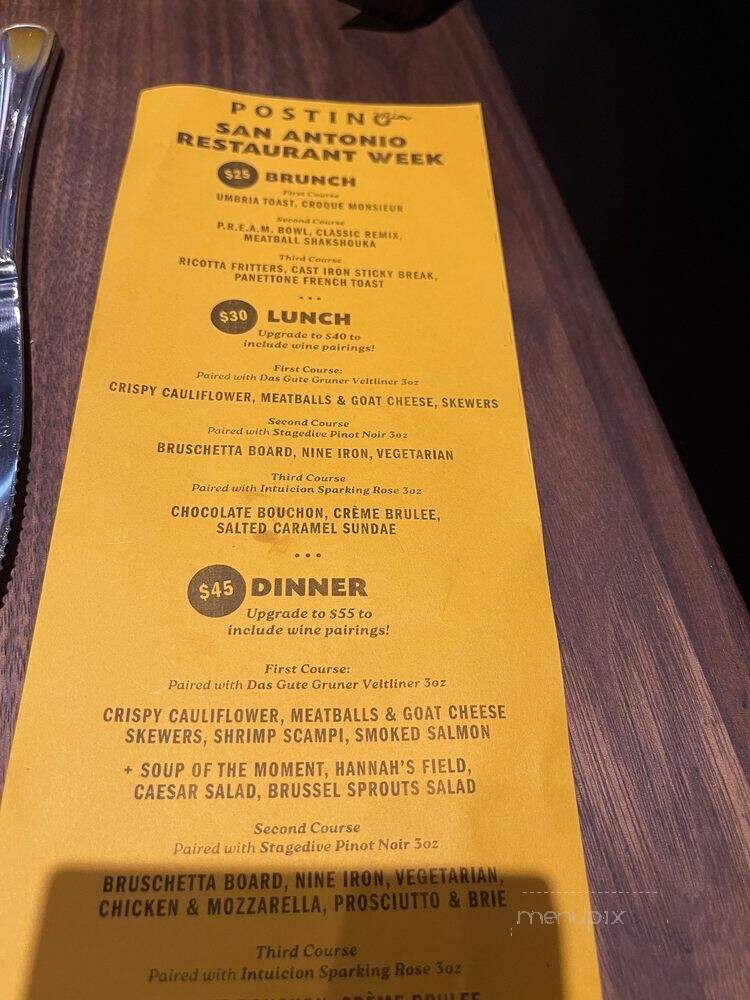 POSTINO
SAN ANTONIO
RESTAURANT WEEK
$25 BRUNCH
First Course
UMBRIA TOAST, CROQUE MONSIEUR
Second Course
P.R.E.A.M. BOWL, CLASSIC REMIX,
MEATBALL SHAKSHOUKA
Third Course
RICOTTA FRITTERS, CAST IRON STICKY BREAK,
PANETTONE FRENCH TOAST
• • •
$30 LUNCH
Upgrade to $40 to
include wine pairings!
First Course:
Paired with Das Gute Gruner Veltliner 3oz
CRISPY CAULIFLOWER, MEATBALLS & GOAT CHEESE, SKEWERS
Second Course
Paired with Stagedive Pinot Noir 3oz
BRUSCHETTA BOARD, NINE IRON, VEGETARIAN
Third Course
Paired with Intuicion Sparking Rose 3oz
CHOCOLATE BOUCHON, CRÈME BRULEE,
SALTED CARAMEL SUNDAE
• • •
$45 DINNER
Upgrade to $55 to
include wine pairings!
First Course:
Paired with Das Gute Gruner Veltliner 3oz
CRISPY CAULIFLOWER, MEATBALLS & GOAT CHEESE
SKEWERS, SHRIMP SCAMPI, SMOKED SALMON
+ SOUP OF THE MOMENT, HANNAH'S FIELD,
CAESAR SALAD, BRUSSEL SPROUTS SALAD
Second Course
Paired with Stagedive Pinot Noir 3oz
BRUSCHETTA BOARD, NINE IRON, VEGETARIAN,
CHICKEN & MOZZARELLA, PROSCIUTTO & BRIE
Third Course
Paired with Intuicion Sparking Rose 3oz
BOUCHON, CRÈME BRULEE
menupix